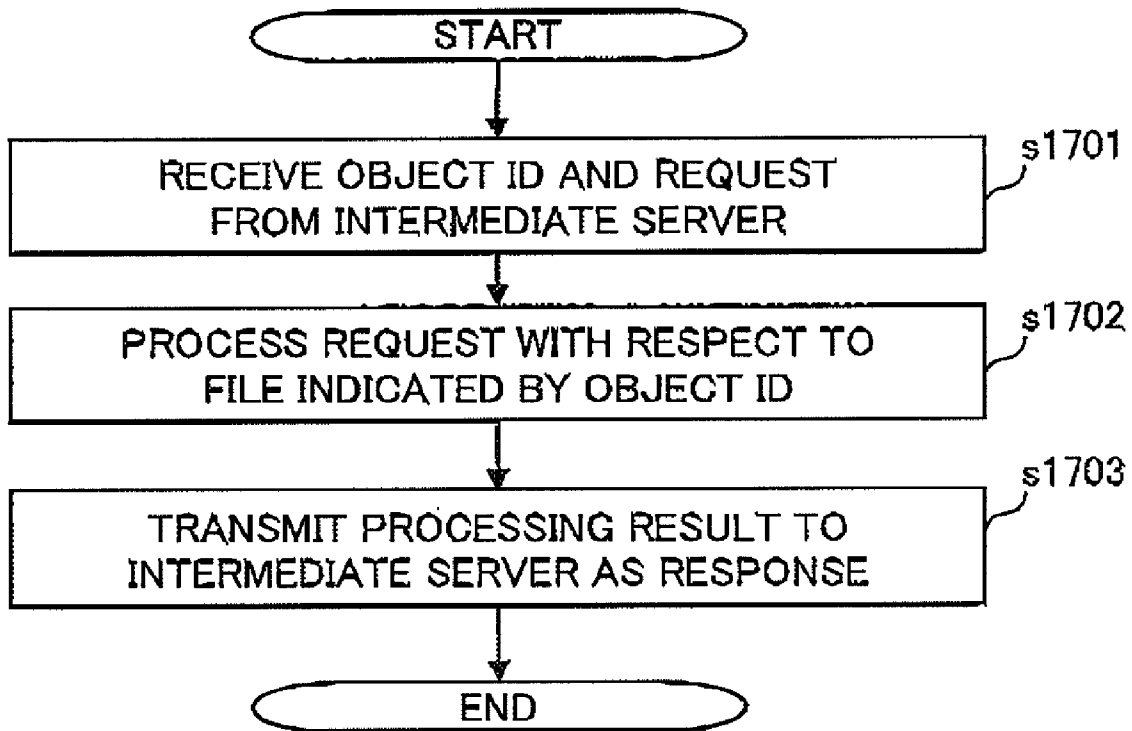 START
s1701
RECEIVE OBJECT ID AND REQUEST
FROM INTERMEDIATE SERVER
s1702
PROCESS REQUEST WITH RESPECT TO
FILE INDICATED BY OBJECT ID
s1703
TRANSMIT PROCESSING RESULT TO
INTERMEDIATE SERVER AS RESPONSE
END